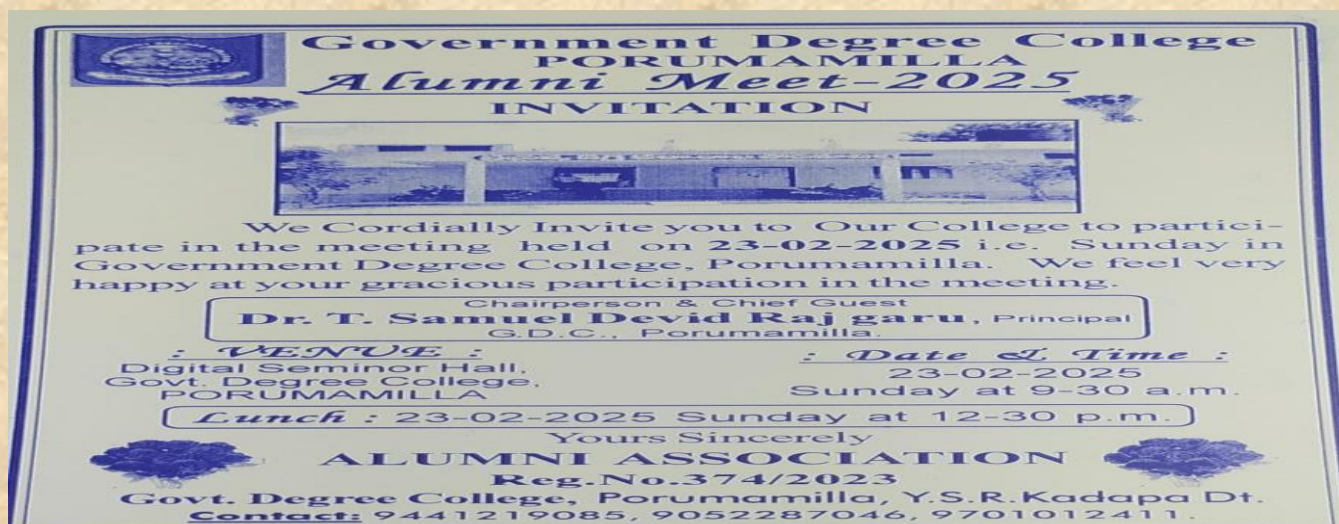 Government Degree College
PORUMAMILLA
Alumni Meet-2025
INVITATION
We Cordially Invite you to Our College to partici-
pate in the meeting held on 23-02-2025 i.e. Sunday in
Government Degree College, Porumamilla. We feel very
happy at your gracious participation in the meeting.
Chairperson & Chief Guest
Dr. T. Samuel Devid Raj garu, Principal
G.D.C., Porumamilla.
: VENUE :
Digital Seminor Hall,
Govt. Degree College,
PORUMAMILLA
: Date & Time :
23-02-2025
Sunday at 9-30 a.m.
Lunch : 23-02-2025 Sunday at 12-30 p.m.
Yours Sincerely
ALUMNI ASSOCIATION
Reg.No.374/2023
Govt. Degree College, Porumamilla, Y.S.R.Kadapa Dt.
Contact: 9441219085, 9052287046, 9701012411.